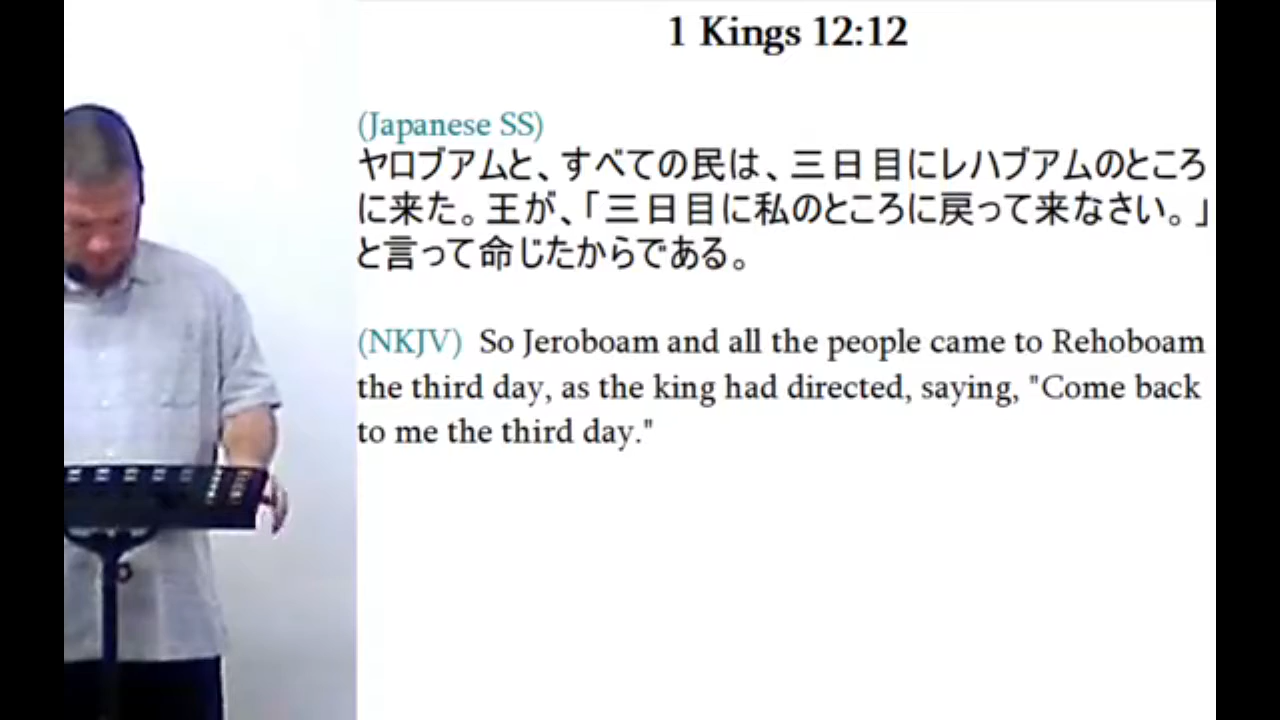 1 Kings 12:12
(Japanese SS)
ヤロブアムと、すべての民は、三日目にレハブアムのところ
に来た。王が、「三日目に私のところに戻って来なさい。」
と言って命じたからである。
(NKJV) So Jeroboam and all the people came to Rehoboam
the third day, as the king had directed, saying, "Come back
to me the third day."